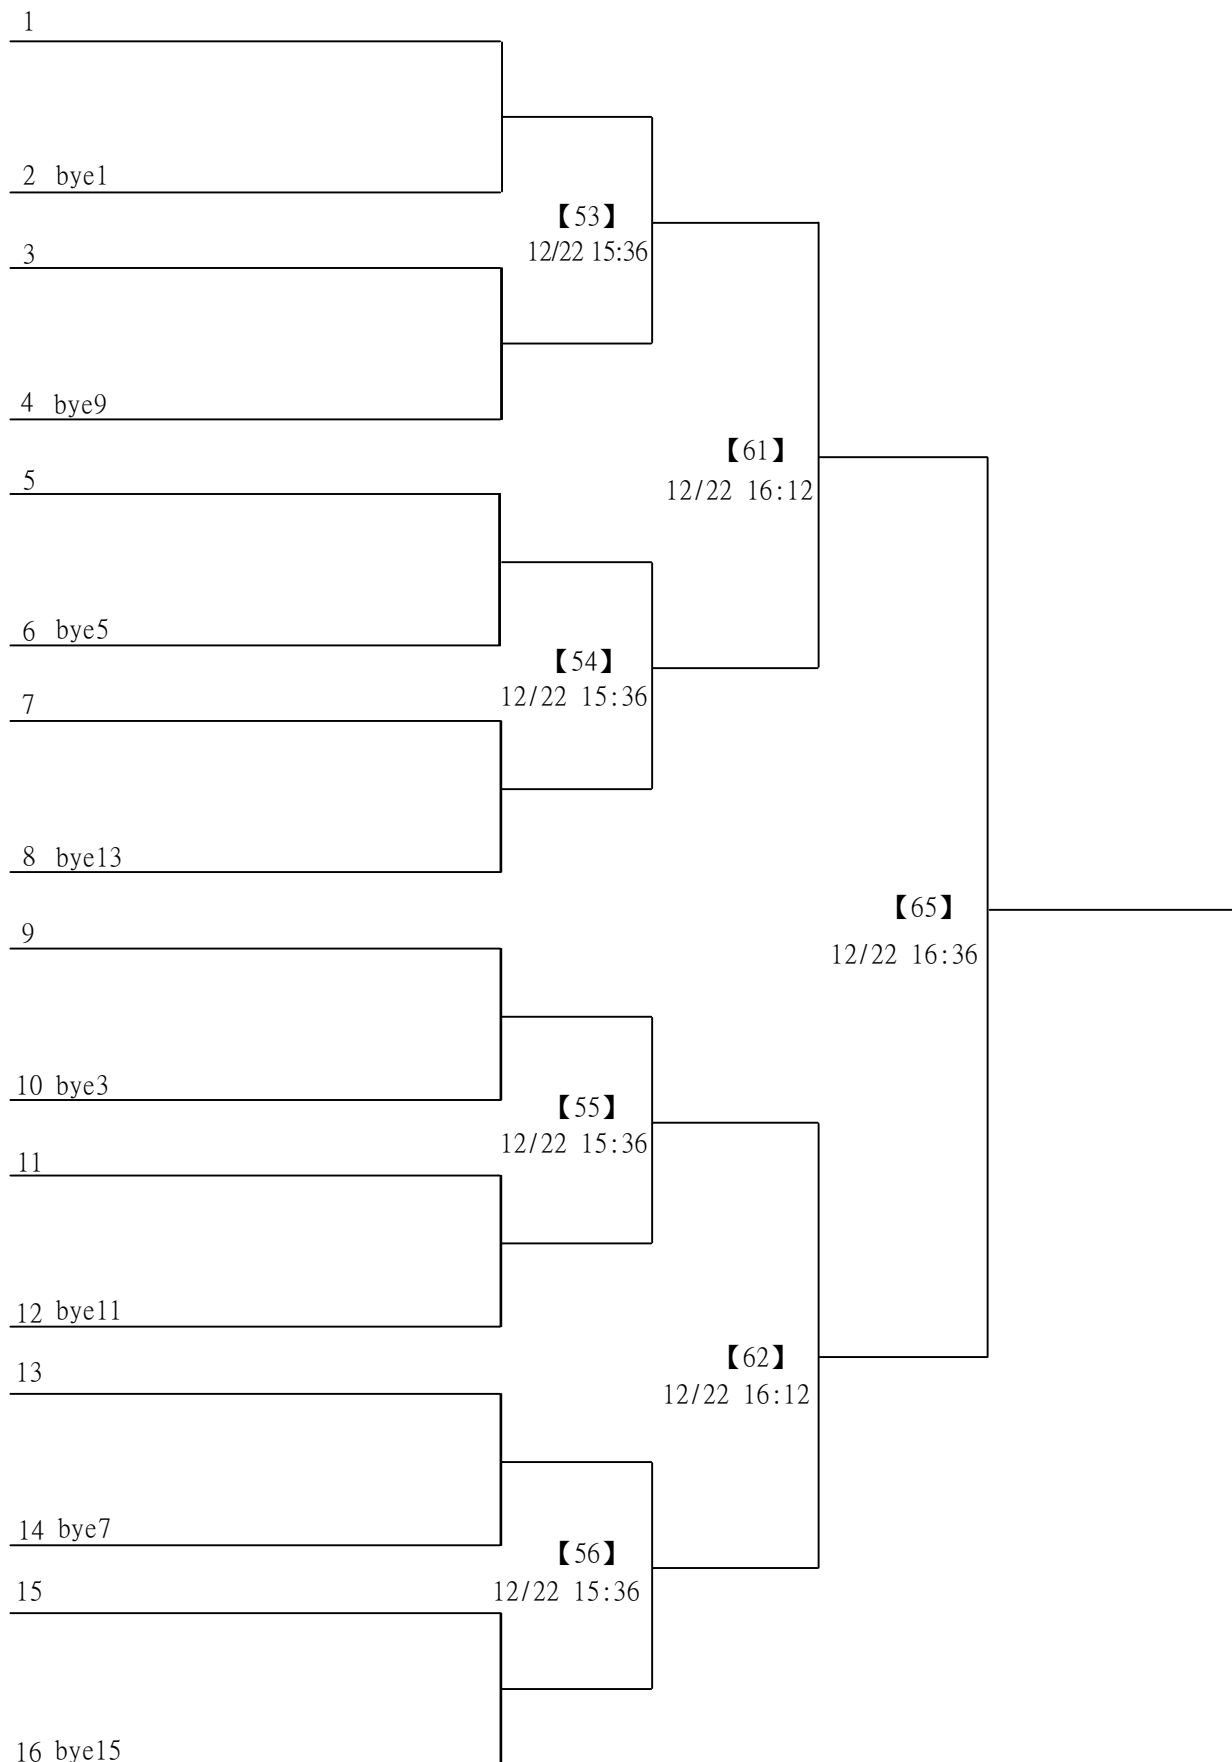 1
2 bye1
【53】
12/22 15:36
3
4 bye9
【61】
12/22 16:12
5
6 bye5
【54】
12/22 15:36
7
8 bye13
【65】
12/22 16:36
9
10 bye3
【55】
12/22 15:36
11
12 bye11
【62】
12/22 16:12
13
14 bye7
【56】
12/22 15:36
15
16 bye15